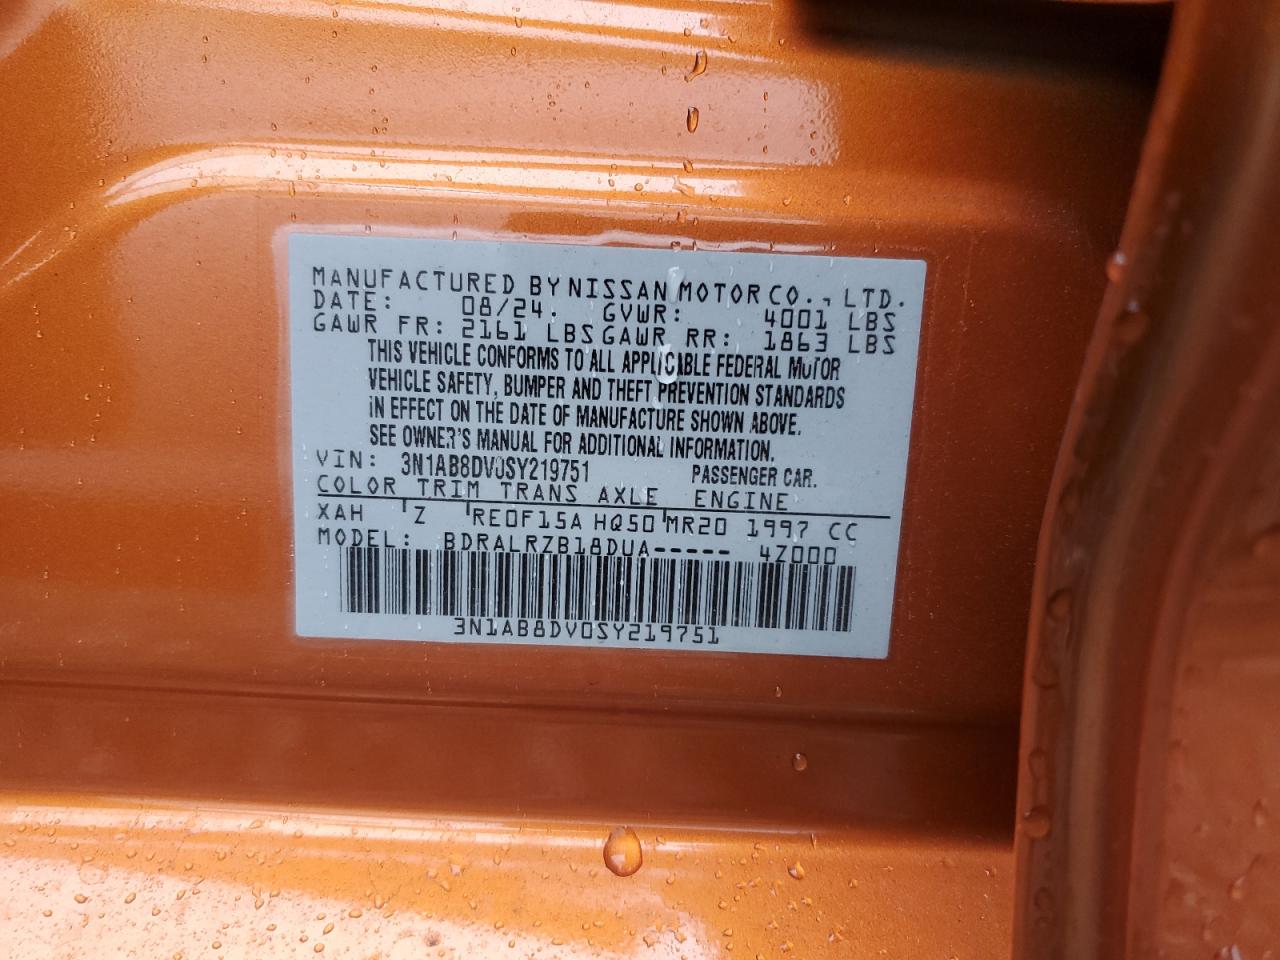 MANUFACTURED BY NISSAN MOTOR CO., LTD.
DATE: 08/24. GVWR: 4001 LBS
GAWR FR: 2161 LBS GAWR RR: 1863 LBS
THIS VEHICLE CONFORMS TO ALL APPLICABLE FEDERAL MOTOR
VEHICLE SAFETY, BUMPER AND THEFT PREVENTION STANDARDS
IN EFFECT ON THE DATE OF MANUFACTURE SHOWN ABOVE.
SEE OWNER'S MANUAL FOR ADDITIONAL INFORMATION.
VIN: 3N1AB8DV0SY219751 PASSENGER CAR.
COLOR TRIM TRANS AXLE ENGINE
XAH Z RE0F15A HQ50 MR20 1997 CC
MODEL: BDRALRZB18DUA----- 4Z000
3N1AB8DV0SY219751